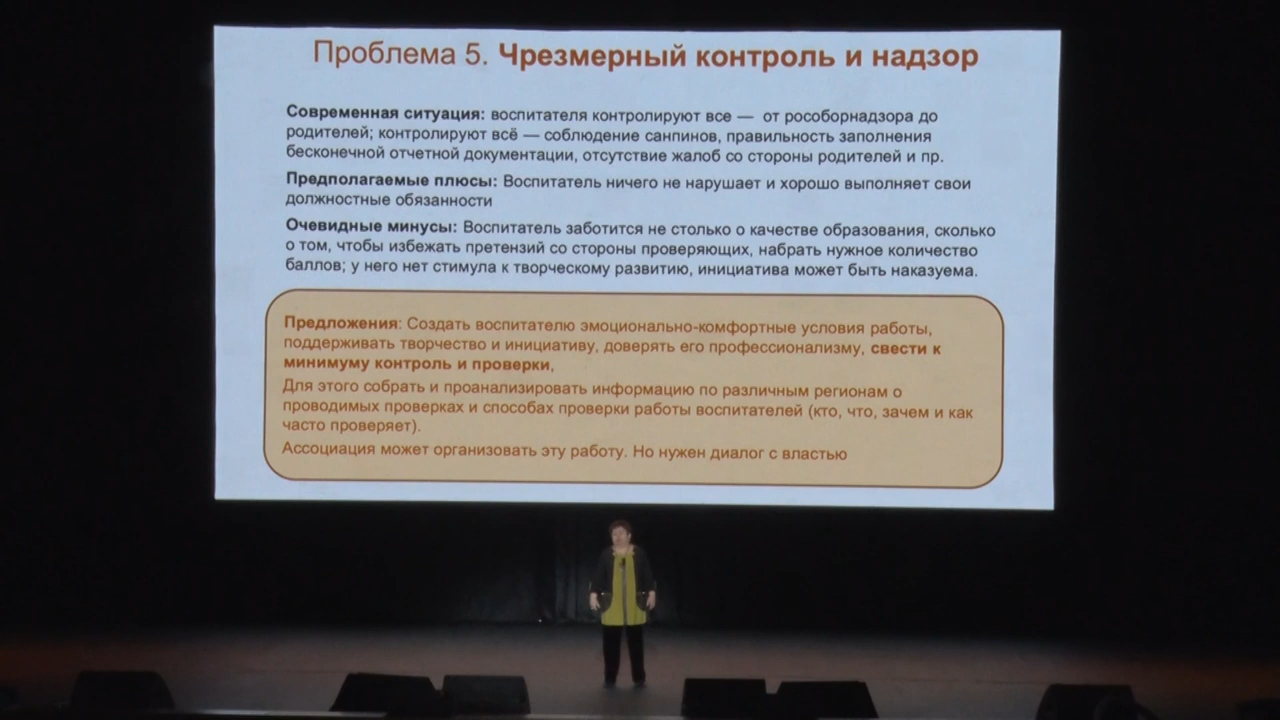 Проблема 5. Чрезмерный контроль и надзор
Современная ситуация: воспитателя контролируют все — от рособорнадзора до
родителей; контролируют всё — соблюдение санпинов, правильность заполнения
бесконечной отчетной документации, отсутствие жалоб со стороны родителей и пр.
Предполагаемые плюсы: Воспитатель ничего не нарушает и хорошо выполняет свои
должностные обязанности
Очевидные минусы: Воспитатель заботится не столько о качестве образования, сколько
о том, чтобы избежать претензий со стороны проверяющих, набрать нужное количество
баллов; у него нет стимула к творческому развитию, инициатива может быть наказуема.
Предложения: Создать воспитателю эмоционально-комфортные условия работы,
поддерживать творчество и инициативу, доверять его профессионализму, свести к
минимуму контроль и проверки,
Для этого собрать и проанализировать информацию по различным регионам о
проводимых проверках и способах проверки работы воспитателей (кто, что, зачем и как
часто проверяет).
Ассоциация может организовать эту работу. Но нужен диалог с властью